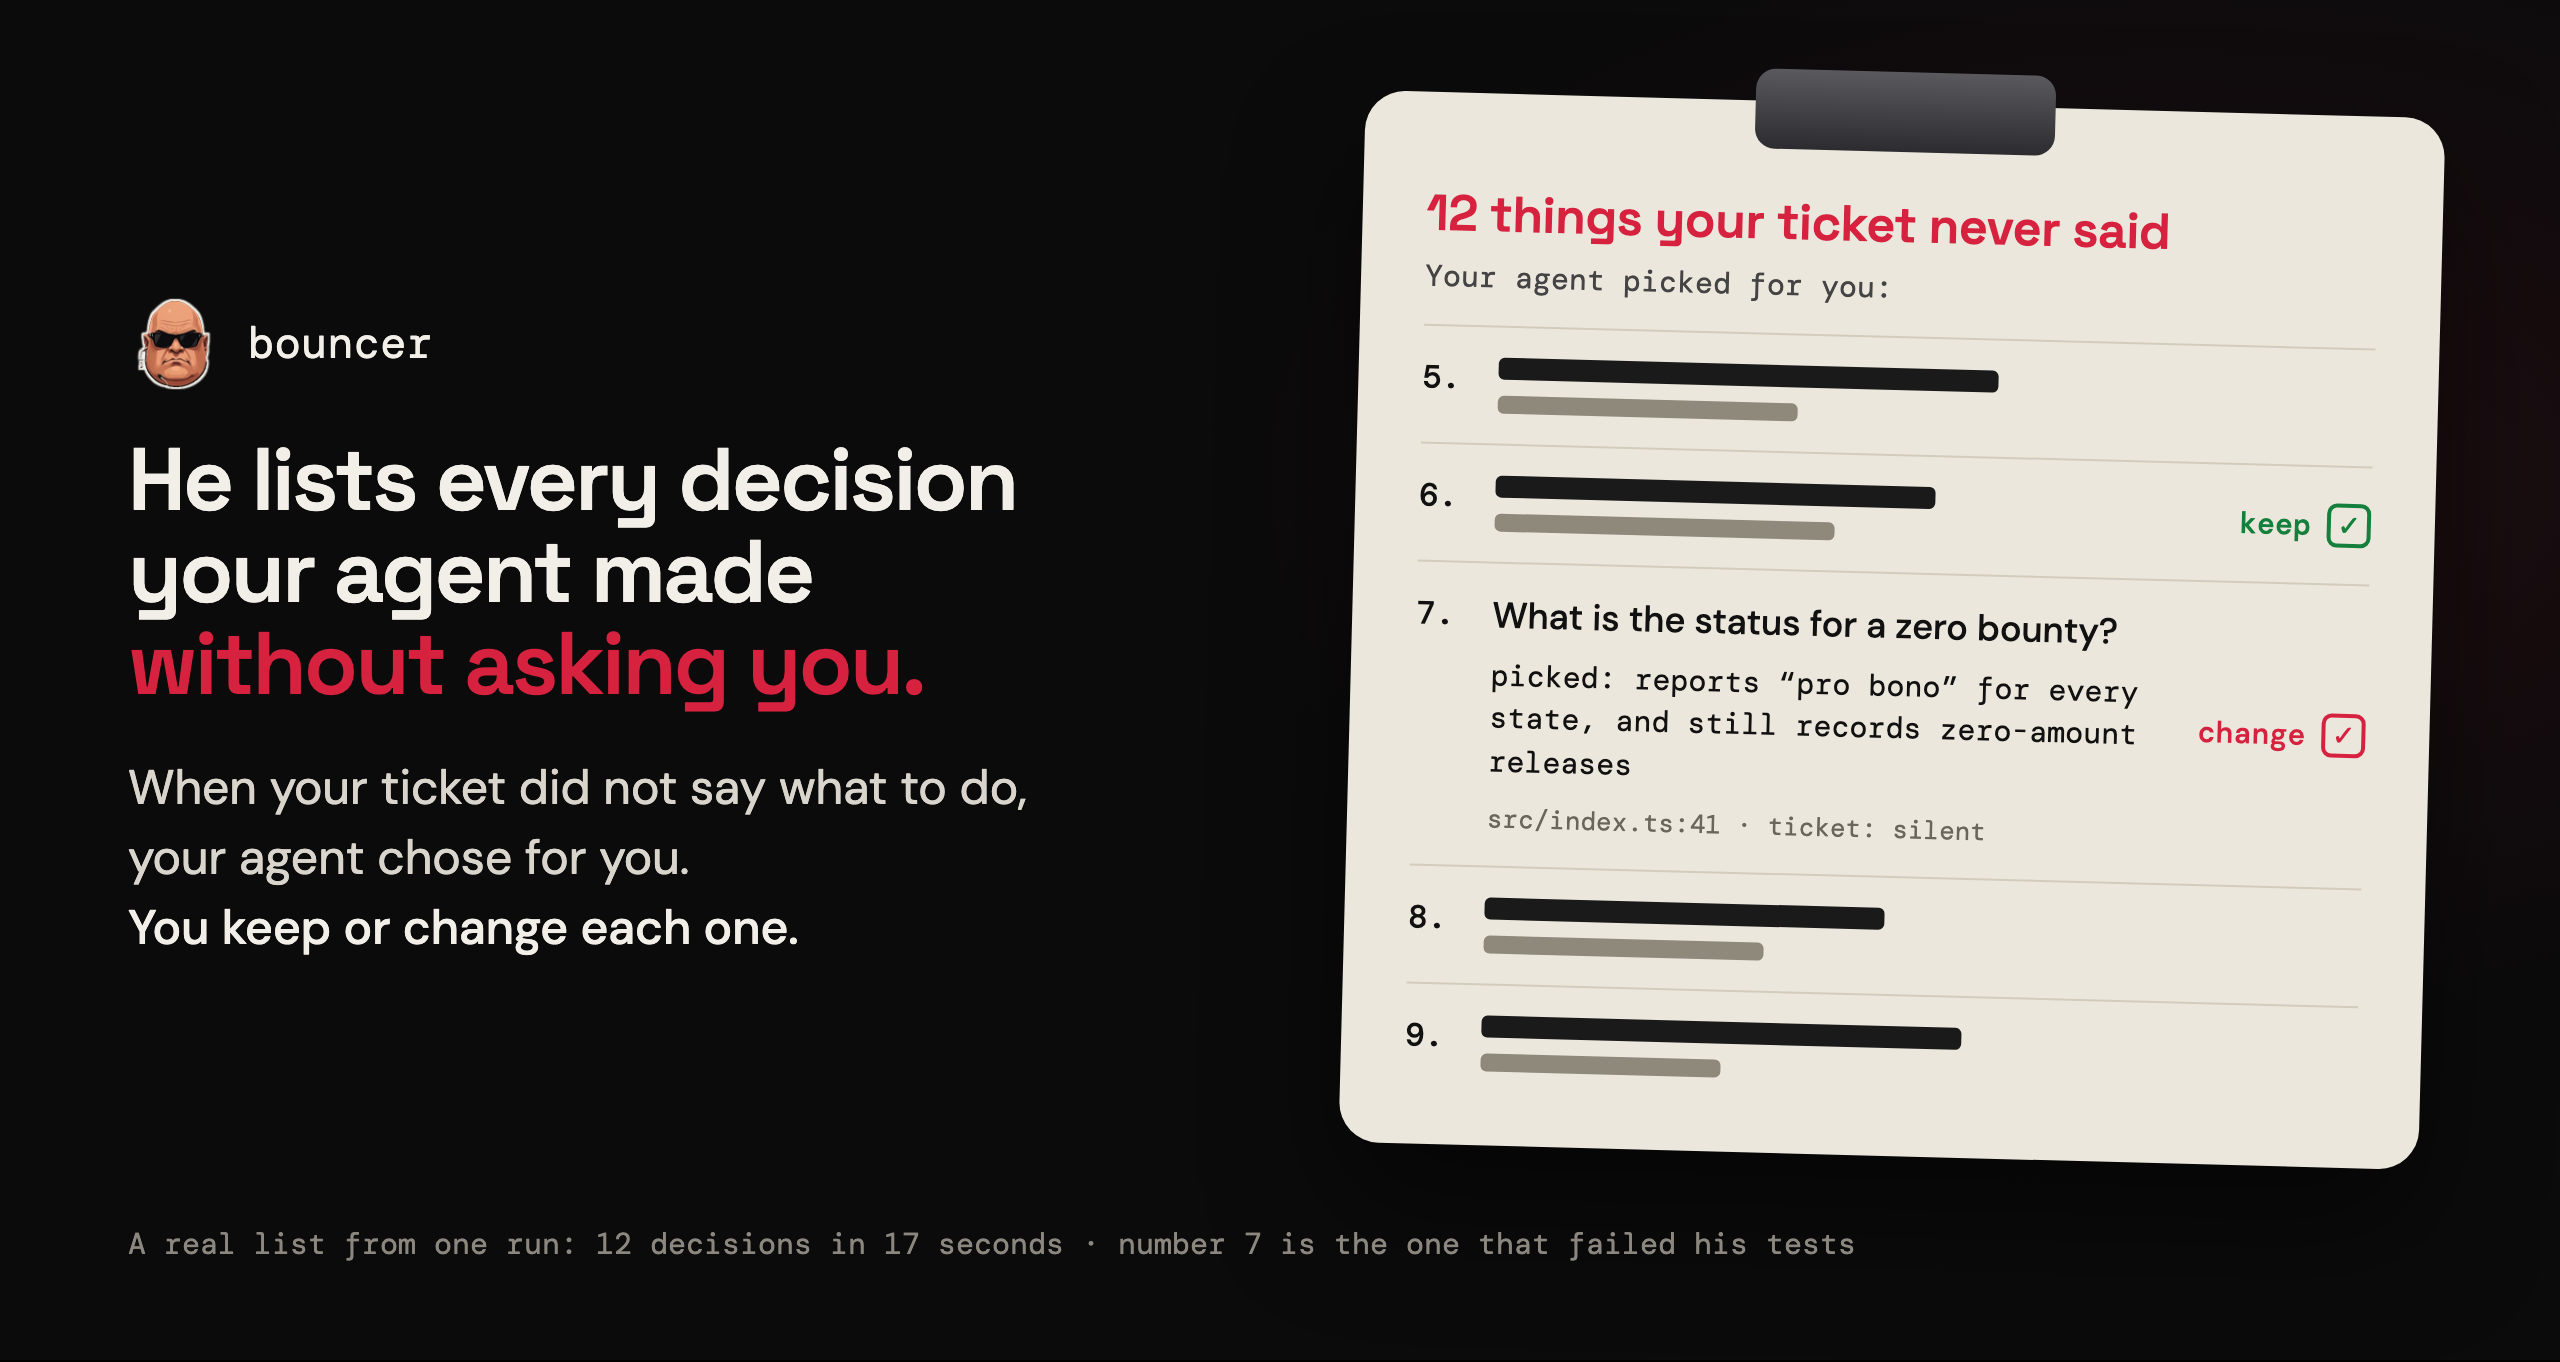 bouncer
He lists every decision
your agent made
without asking you.
When your ticket did not say what to do,
your agent chose for you.
You keep or change each one.
12 things your ticket never said
Your agent picked for you:
5.
6.
keep ✓
7. What is the status for a zero bounty?
picked: reports “pro bono” for every
state, and still records zero-amount
releases
change ✓
src/index.ts:41 · ticket: silent
8.
9.
A real list from one run: 12 decisions in 17 seconds · number 7 is the one that failed his tests